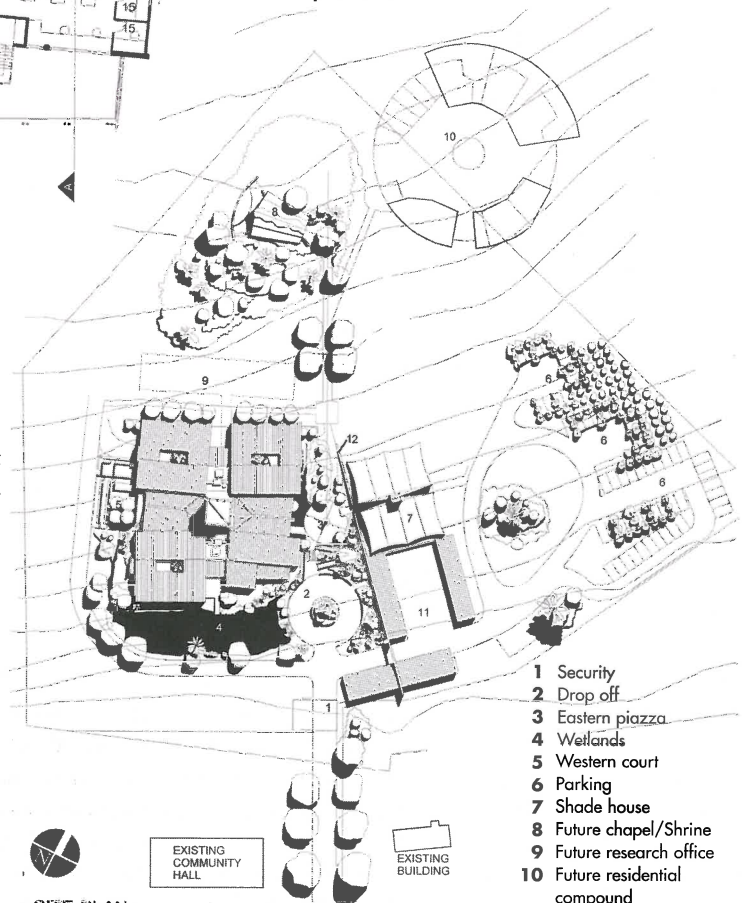 15
15
A
10
8
9
6
12
6
6
3
7
2
11
4
1
1 Security
2 Drop off
3 Eastern piazza
4 Wetlands
5 Western court
6 Parking
7 Shade house
8 Future chapel/Shrine
9 Future research office
10 Future residential
compound
N
EXISTING
COMMUNITY
HALL
EXISTING
BUILDING